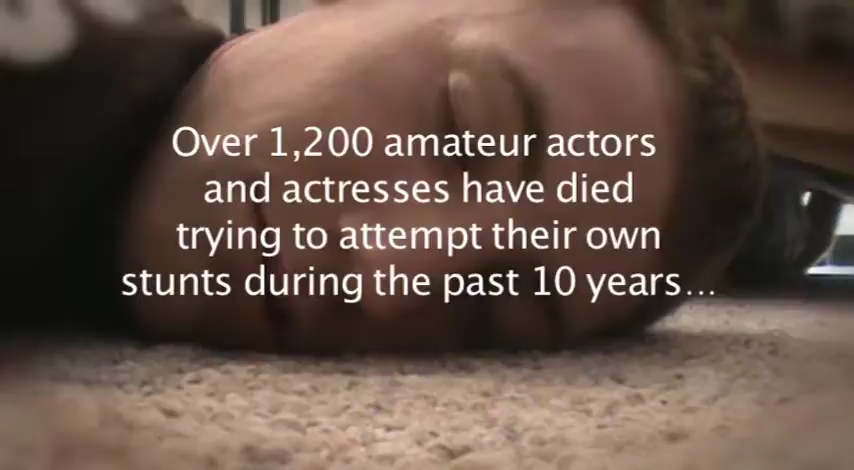 Over 1,200 amateur actors
and actresses have died
trying to attempt their own
stunts during the past 10 years...